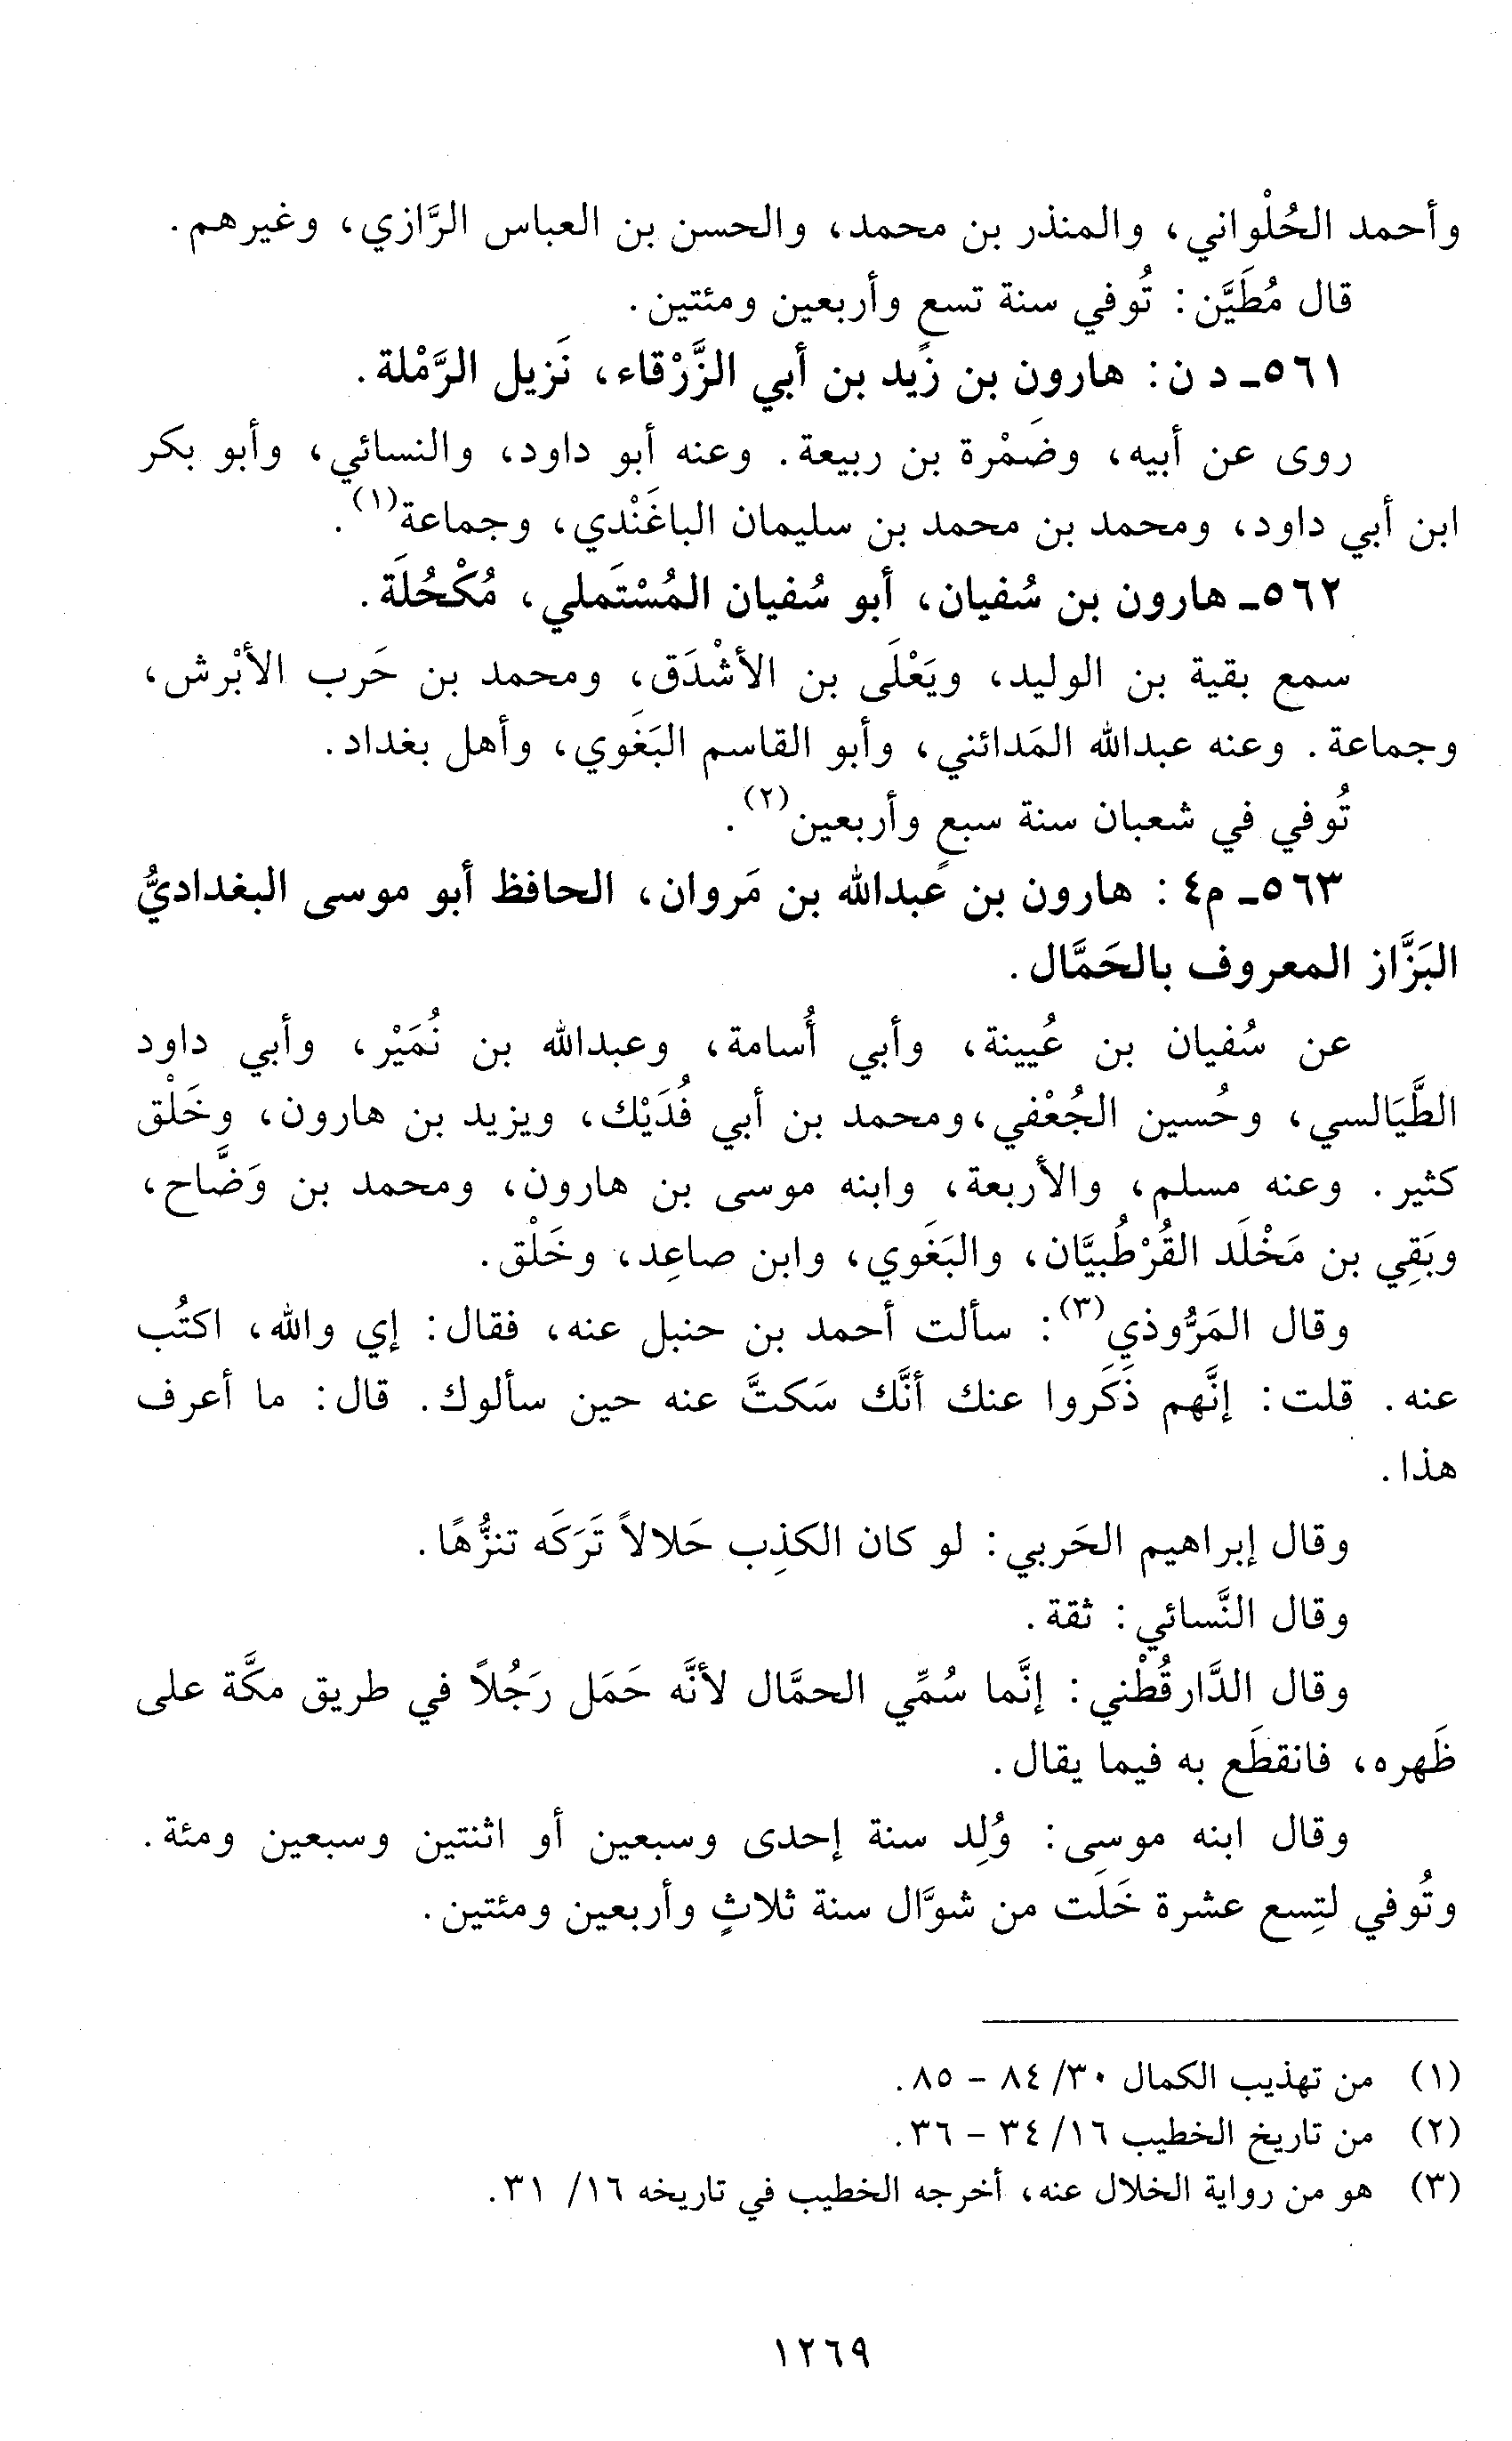 وأحمد الحُلْواني، والمنذر بن محمد، والحسن بن العباس الرَّازي، وغيرهم.
قال مُطَيَّن: تُوفي سنة تسع وأربعين ومئتين.
٥٦١- د ن: هارون بن زيد بن أبي الزَّرْقاء، نَزيل الرَّمْلة.
روى عن أبيه، وضَمْرة بن ربيعة. وعنه أبو داود، والنسائي، وأبو بكر
ابن أبي داود، ومحمد بن محمد بن سليمان الباغَنْدي، وجماعة(١).
٥٦٢- هارون بن سُفيان، أبو سُفيان المُسْتَملي، مُكْحُلَة.
سمع بقية بن الوليد، ويَعْلَى بن الأشْدَق، ومحمد بن حَرب الأبْرش،
وجماعة. وعنه عبدالله المَدائني، وأبو القاسم البَغَوي، وأهل بغداد.
تُوفي في شعبان سنة سبعٍ وأربعين(٢).
٥٦٣- م٤: هارون بن عبدالله بن مَروان، الحافظ أبو موسى البغداديُّ
البَزَّاز المعروف بالحَمَّال.
عن سُفيان بن عُيينة، وأبي أُسامة، وعبدالله بن نُمَيْر، وأبي داود
الطَّيَالسي، وحُسين الجُعْفي، ومحمد بن أبي فُدَيْك، ويزيد بن هارون، وخَلْق
كثير. وعنه مسلم، والأربعة، وابنه موسى بن هارون، ومحمد بن وَضَّاح،
وبَقِي بن مَخْلَد القُرْطُبيَّان، والبَغَوي، وابن صاعِد، وخَلْق.
وقال المَرُّوذي(٣): سألت أحمد بن حنبل عنه، فقال: إي والله، اكتُب
عنه. قلت: إنَّهم ذَكَروا عنك أنَّك سَكتَّ عنه حين سألوك. قال: ما أعرف
هذا.
وقال إبراهيم الحَربي: لو كان الكذِب حَلالاً تَرَكَه تنزُّهًا.
وقال النَّسائي: ثقة.
وقال الدَّارقُطْني: إنَّما سُمِّي الحمَّال لأنَّه حَمَل رَجُلاً في طريق مكَّة على
ظَهره، فانقطَع به فيما يقال.
وقال ابنه موسى: وُلِد سنة إحدى وسبعين أو اثنتين وسبعين ومئة.
وتُوفي لتِسع عشرة خَلَت من شوَّال سنة ثلاثٍ وأربعين ومئتين.
(١) من تهذيب الكمال ٣٠/ ٨٤ - ٨٥.
(٢) من تاريخ الخطيب ١٦/ ٣٤ - ٣٦.
(٣) هو من رواية الخلال عنه، أخرجه الخطيب في تاريخه ١٦/ ٣١.
١٢٦٩